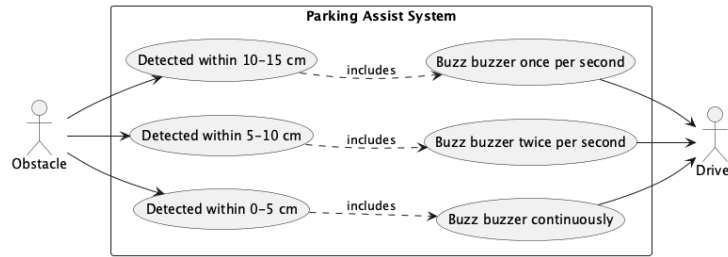 Parking Assist System
Detected within 10-15 cm
includes
Buzz buzzer once per second
Detected within 5-10 cm
includes
Buzz buzzer twice per second
Obstacle
Drive
Detected within 0-5 cm
includes
Buzz buzzer continuously